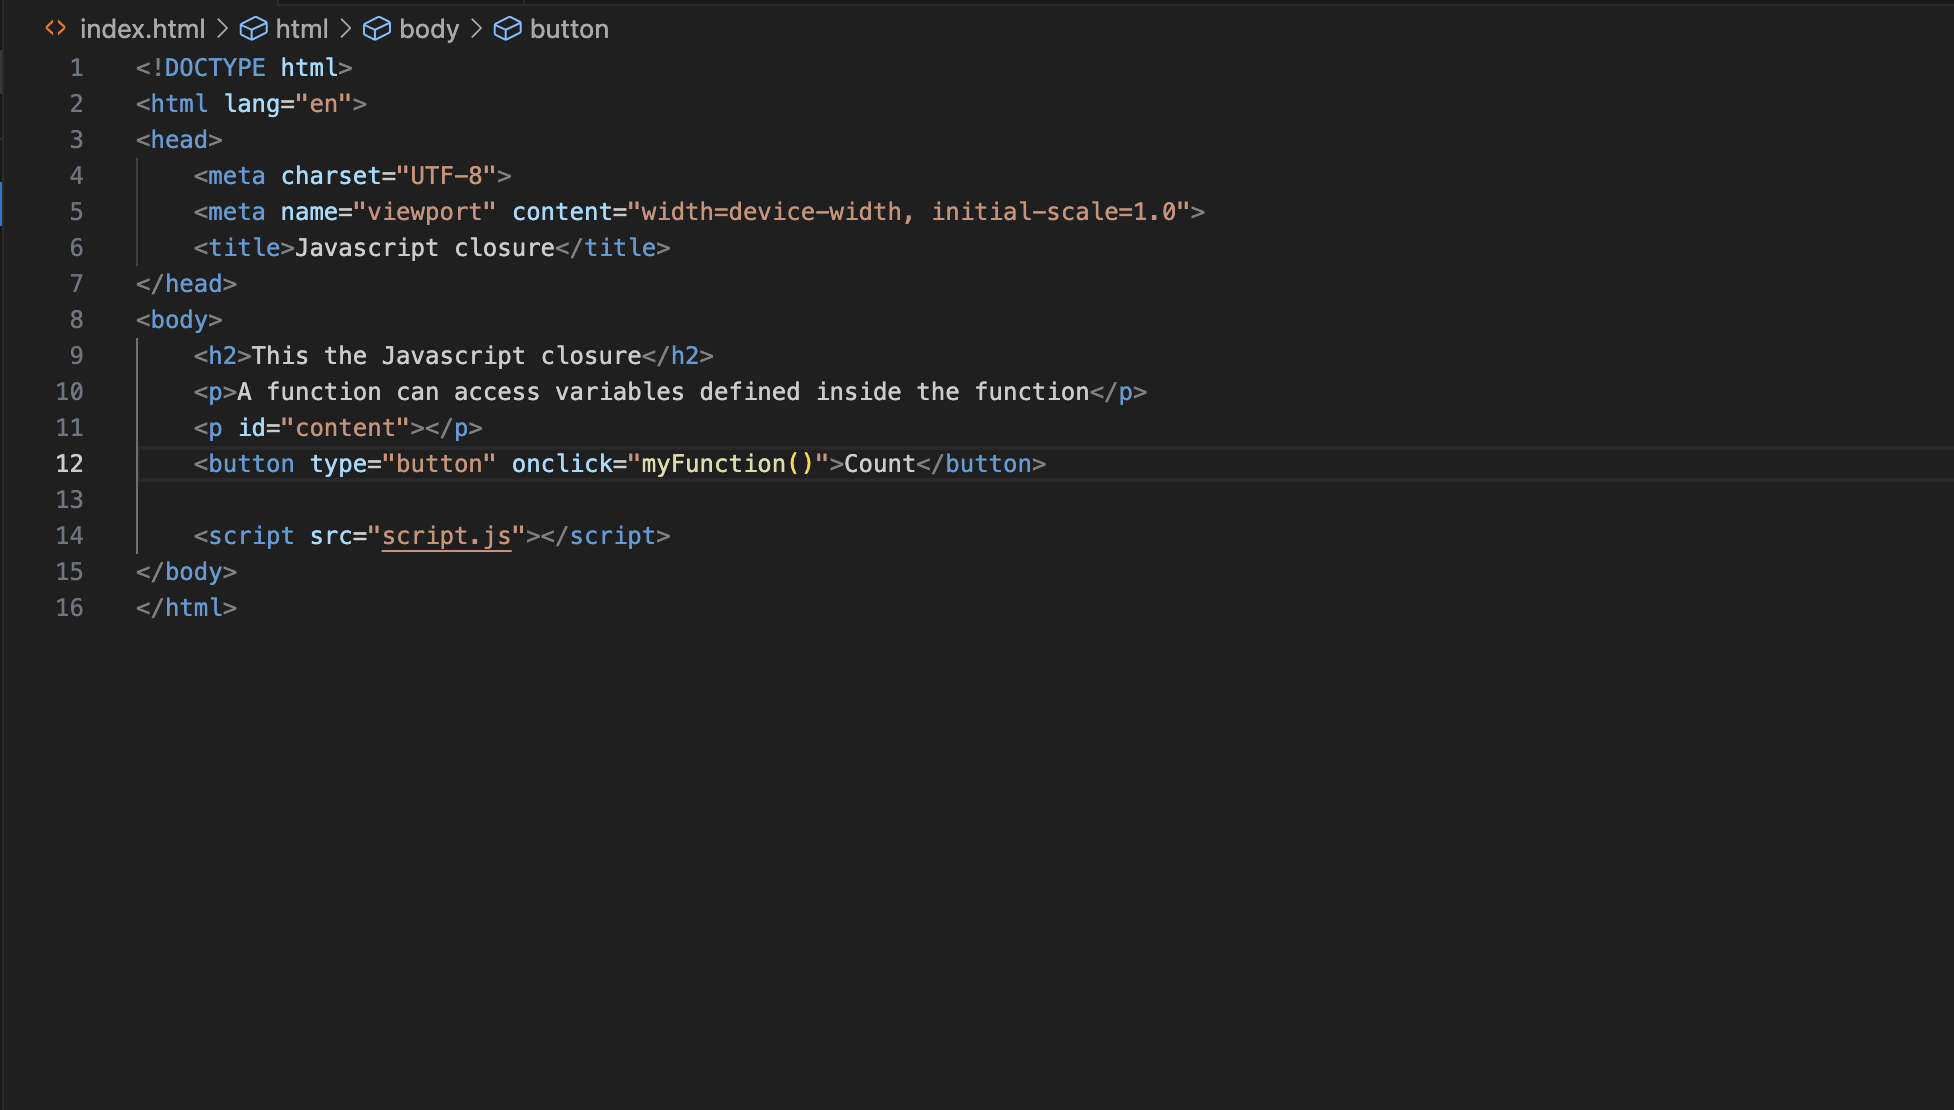 index.html > html > body > button
1 <!DOCTYPE html>
2 <html lang="en">
3 <head>
4     <meta charset="UTF-8">
5     <meta name="viewport" content="width=device-width, initial-scale=1.0">
6     <title>Javascript closure</title>
7 </head>
8 <body>
9     <h2>This the Javascript closure</h2>
10     <p>A function can access variables defined inside the function</p>
11     <p id="content"></p>
12     <button type="button" onclick="myFunction()">Count</button>
13
14     <script src="script.js"></script>
15 </body>
16 </html>